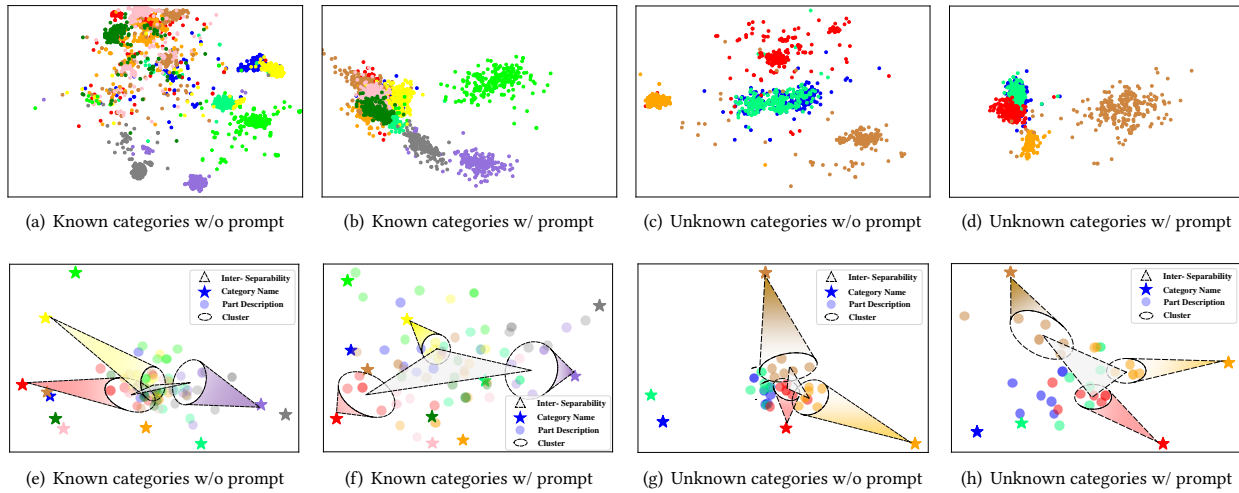 (a) Known categories w/o prompt
(b) Known categories w/ prompt
(c) Unknown categories w/o prompt
(d) Unknown categories w/ prompt
Inter- Separability
Category Name
Part Description
Cluster
Inter- Separability
Category Name
Part Description
Cluster
Inter- Separability
Category Name
Part Description
Cluster
Inter- Separability
Category Name
Part Description
Cluster
(e) Known categories w/o prompt
(f) Known categories w/ prompt
(g) Unknown categories w/o prompt
(h) Unknown categories w/ prompt